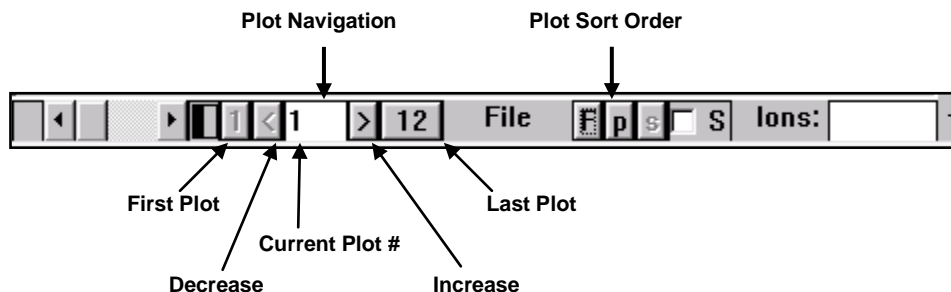 Plot Navigation Plot Sort Order
1 < 1 > 12 File F p s S Ions:
First Plot Last Plot
Current Plot #
Decrease Increase